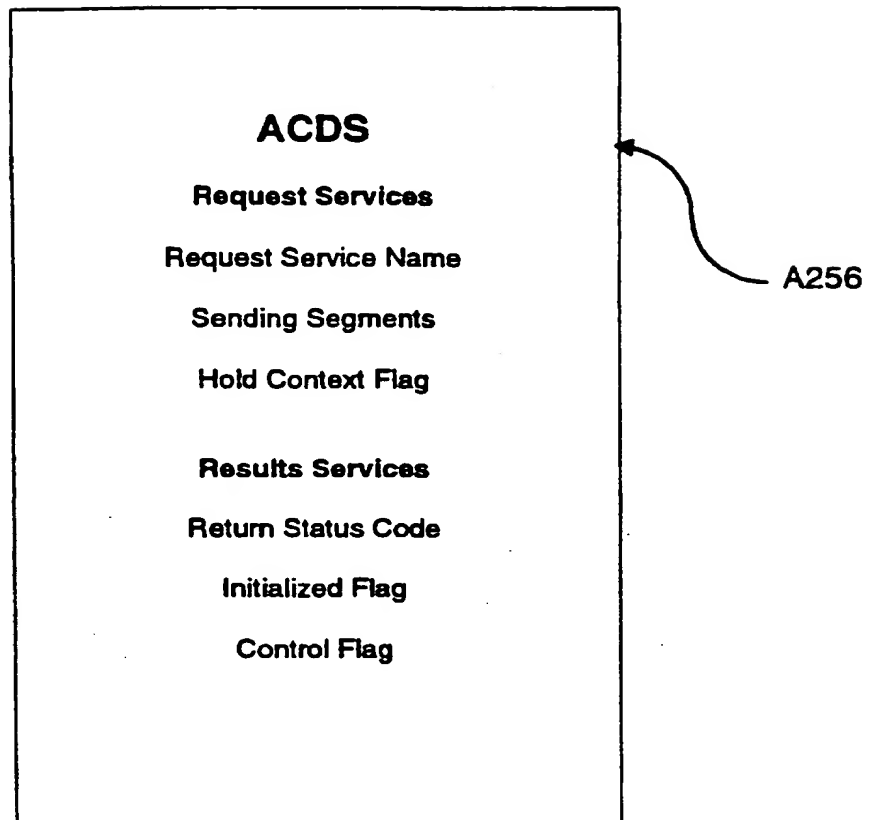 ACDS
Request Services
Request Service Name
Sending Segments
Hold Context Flag
Results Services
Return Status Code
Initialized Flag
Control Flag
A256